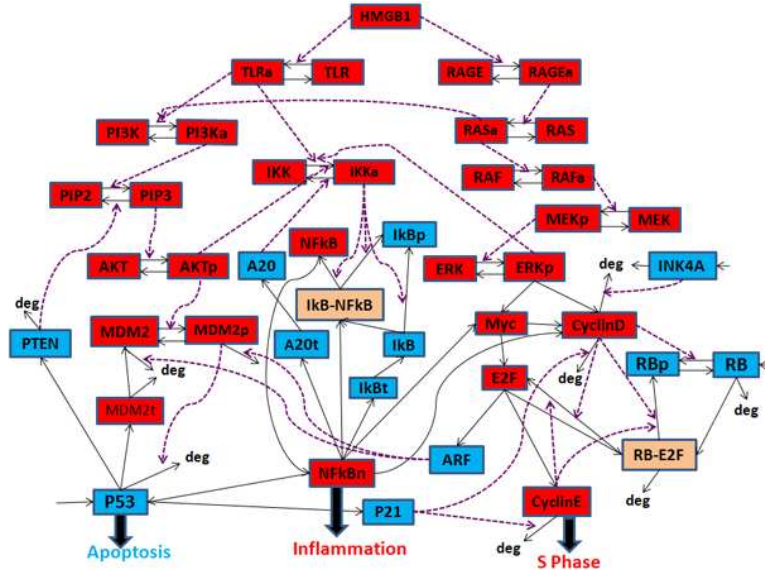 HMGB1
TLRa TLR RAGE RAGEa
PI3K PI3Ka RASa RAS
IKK IKKa RAF RAFa
PIP2 PIP3
MEKp MEK
NFkB IkBp
AKT AKTp A20 ERK ERKp deg INK4A
deg IkB-NFkB
PTEN MDM2 MDM2p A20t IkB Myc CyclinD
RBp RB
deg IkBt E2F deg
MDM2t deg
deg ARF RB-E2F
NFkBn
P53 P21 CyclinE deg
deg
Apoptosis Inflammation S Phase